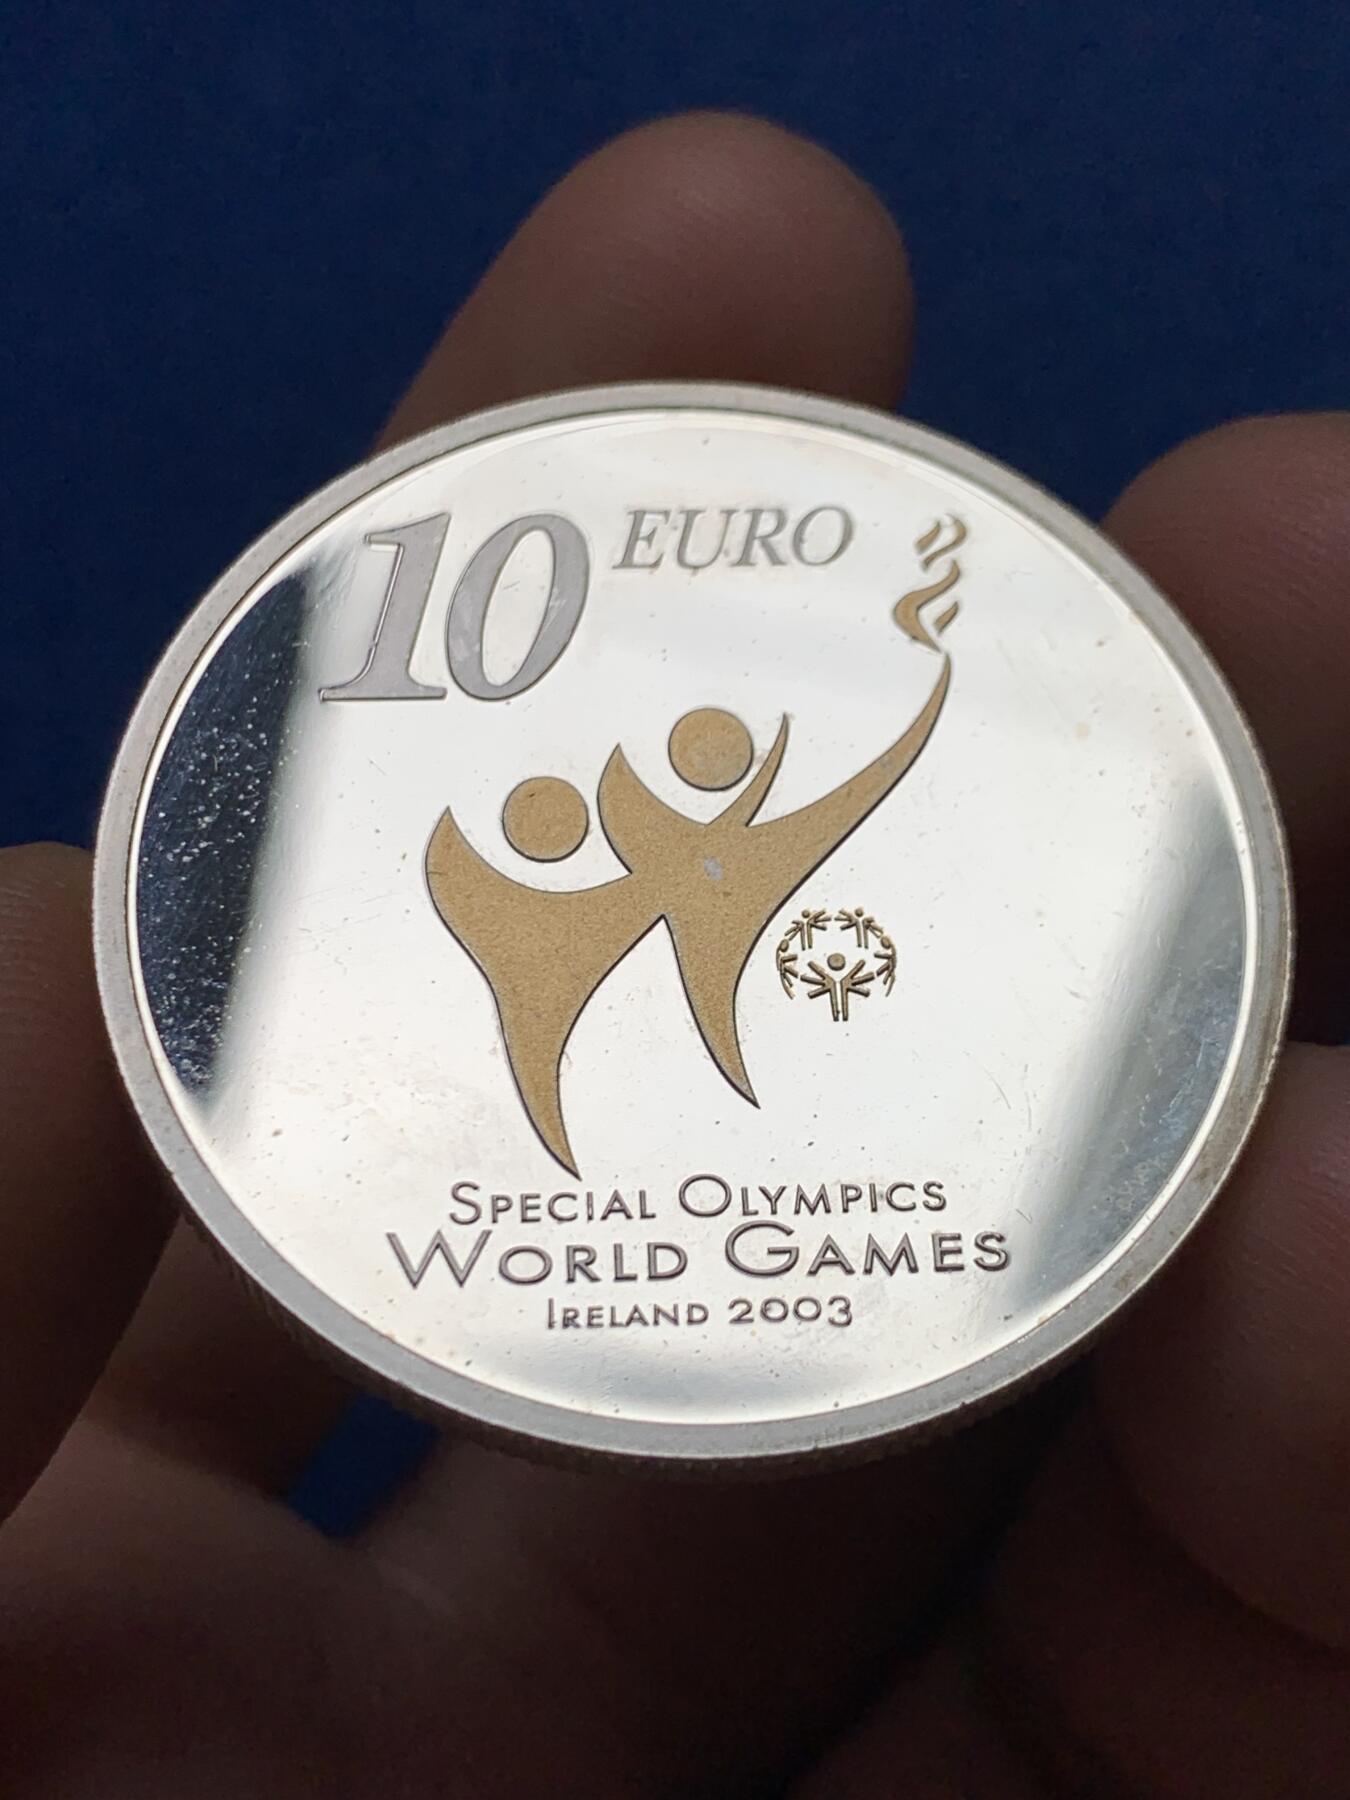 10 EURO
SPECIAL OLYMPICS
WORLD GAMES
IRELAND 2003